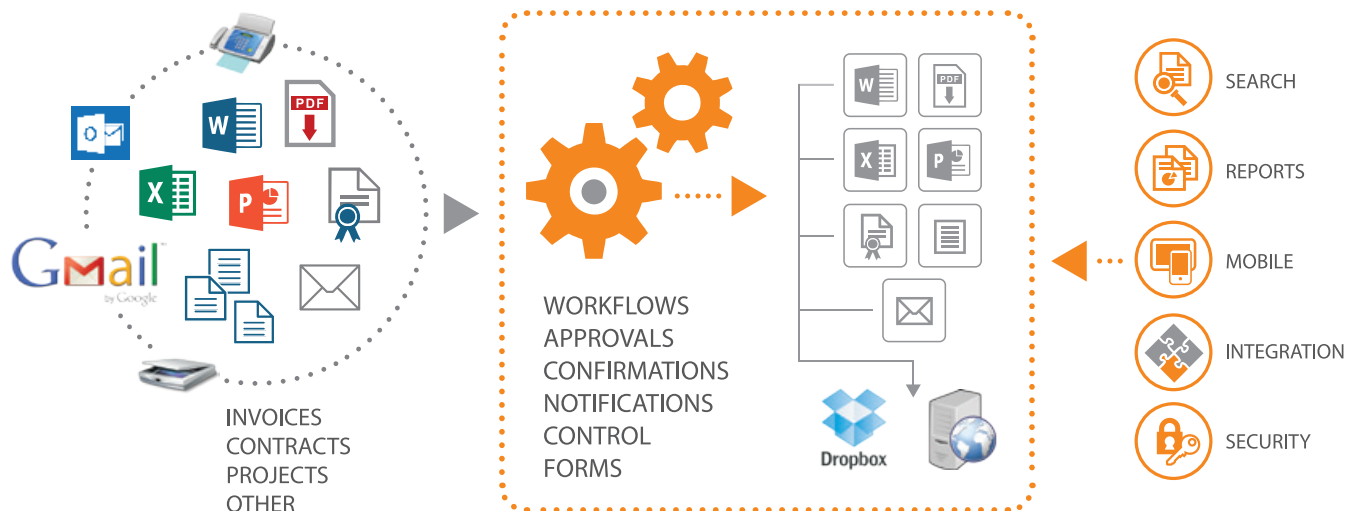 PDF
W
X
P
Gmail™
by Google
INVOICES
CONTRACTS
PROJECTS
OTHER
WORKFLOWS
APPROVALS
CONFIRMATIONS
NOTIFICATIONS
CONTROL
FORMS
W
PDF
X
P
Dropbox
SEARCH
REPORTS
MOBILE
INTEGRATION
SECURITY